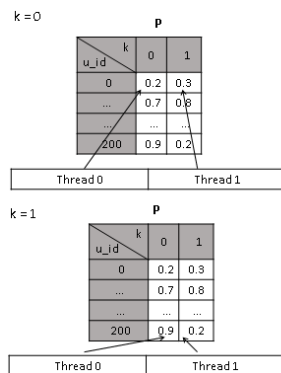 k =0
p
k 0 1
u_id
0 0.2 0.3
... 0.7 0.8
... ... ...
200 0.9 0.2
Thread 0 Thread 1
k = 1
p
k 0 1
u_id
0 0.2 0.3
... 0.7 0.8
... ... ...
200 0.9 0.2
Thread 0 Thread 1